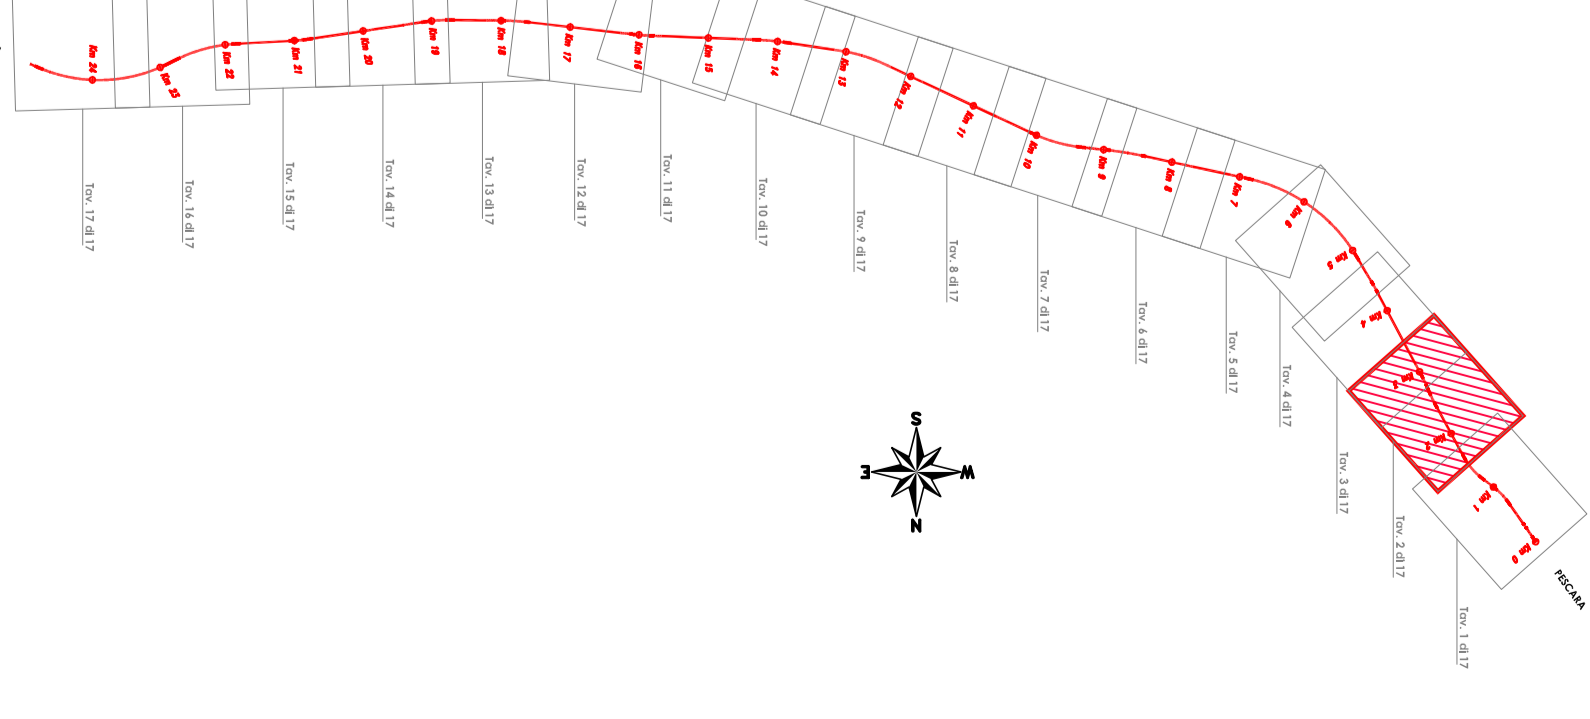 Km 24
Km 23
Km 22
Km 21
Km 20
Km 19
Km 18
Km 17
Km 16
Km 15
Km 14
Km 13
Km 12
Km 11
Km 10
Km 9
Km 8
Km 7
Km 6
Km 5
Km 4
Km 3
Km 2
Km 1
Km 0
Tav. 17 di 17
Tav. 16 di 17
Tav. 15 di 17
Tav. 14 di 17
Tav. 13 di 17
Tav. 12 di 17
Tav. 11 di 17
Tav. 10 di 17
Tav. 9 di 17
Tav. 8 di 17
Tav. 7 di 17
Tav. 6 di 17
Tav. 5 di 17
Tav. 4 di 17
Tav. 3 di 17
Tav. 2 di 17
Tav. 1 di 17
S
E
W
N
PESCARA